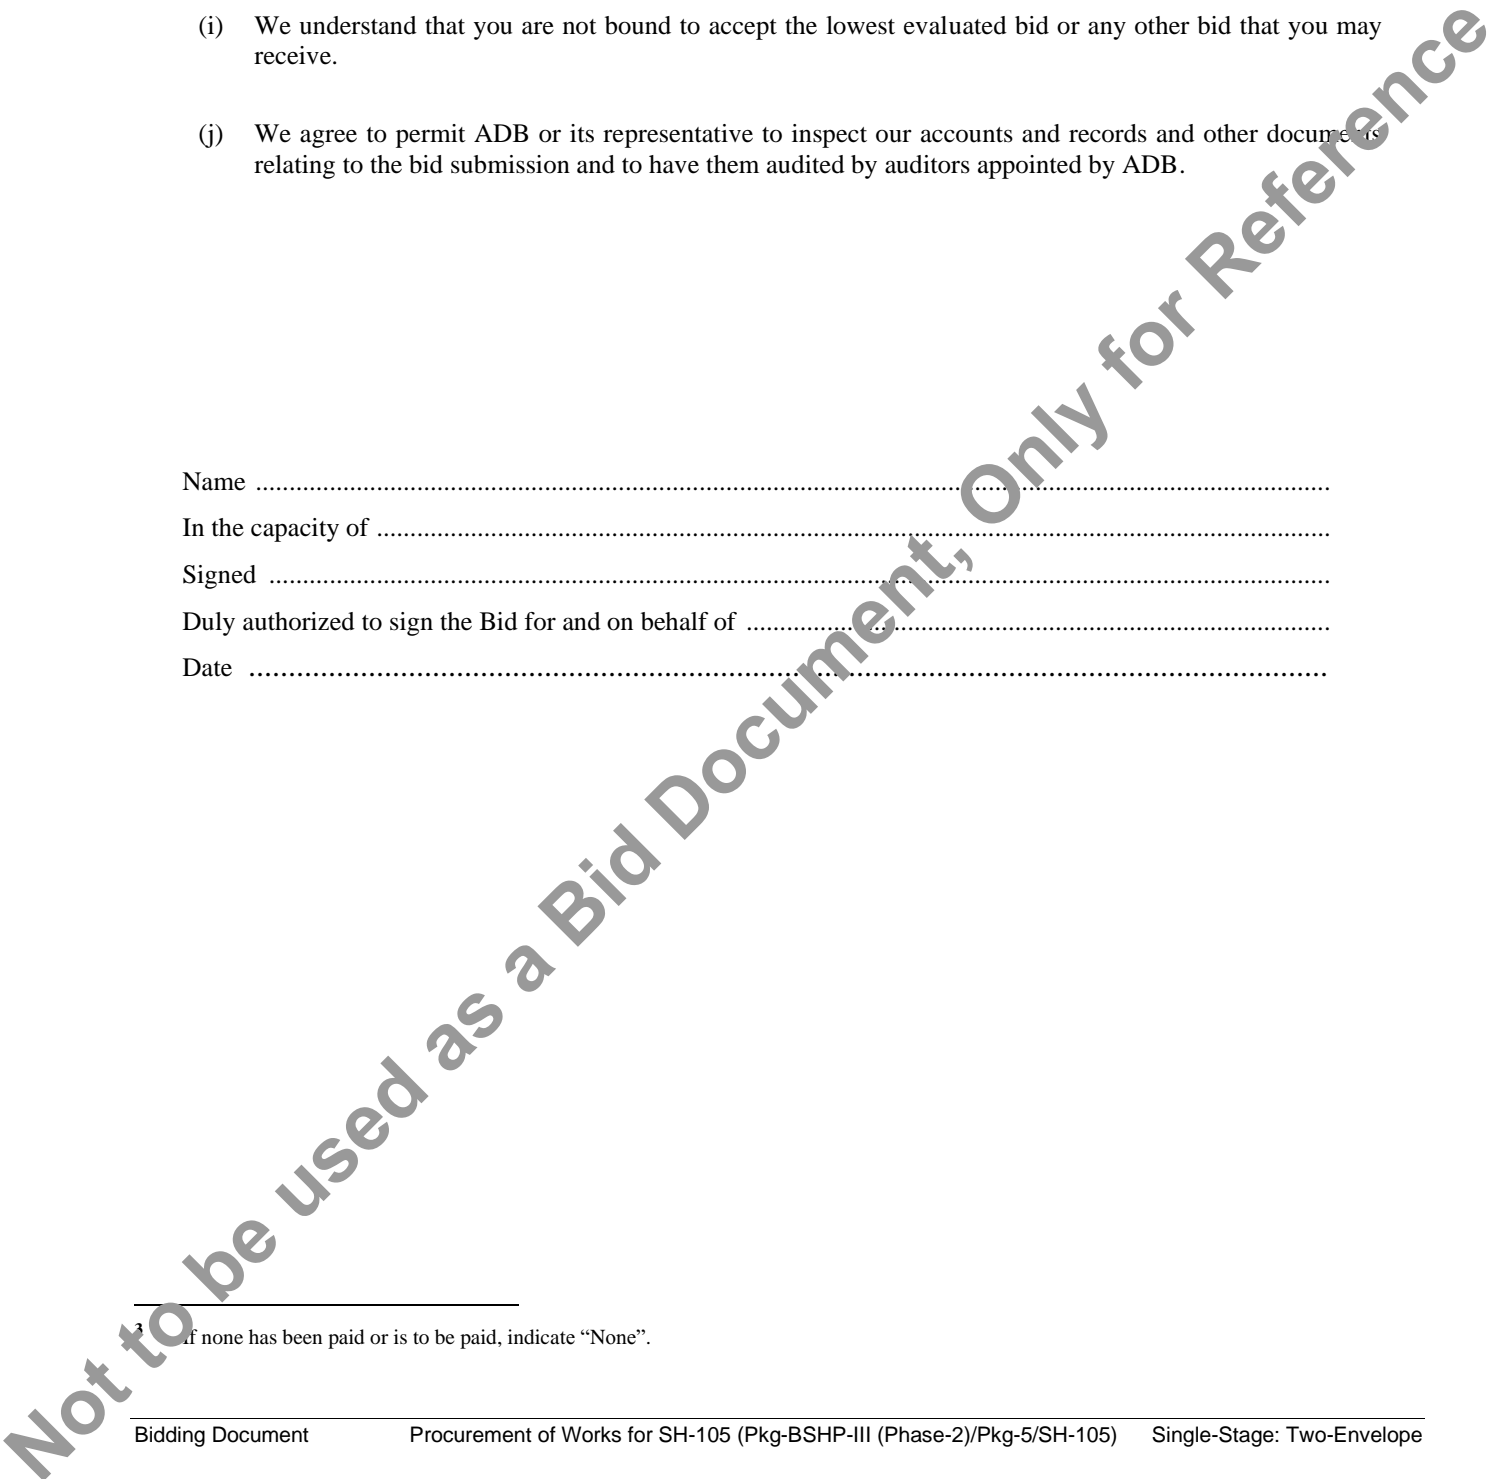 (i) We understand that you are not bound to accept the lowest evaluated bid or any other bid that you may
receive.
(j) We agree to permit ADB or its representative to inspect our accounts and records and other documents
relating to the bid submission and to have them audited by auditors appointed by ADB.
Name ................................................................................
In the capacity of ................................................................................
Signed ................................................................................
Duly authorized to sign the Bid for and on behalf of ................................................................................
Date ................................................................................
Not to be used as a Bid Document, Only for Reference
3 If none has been paid or is to be paid, indicate “None”.
Bidding Document Procurement of Works for SH-105 (Pkg-BSHP-III (Phase-2)/Pkg-5/SH-105) Single-Stage: Two-Envelope